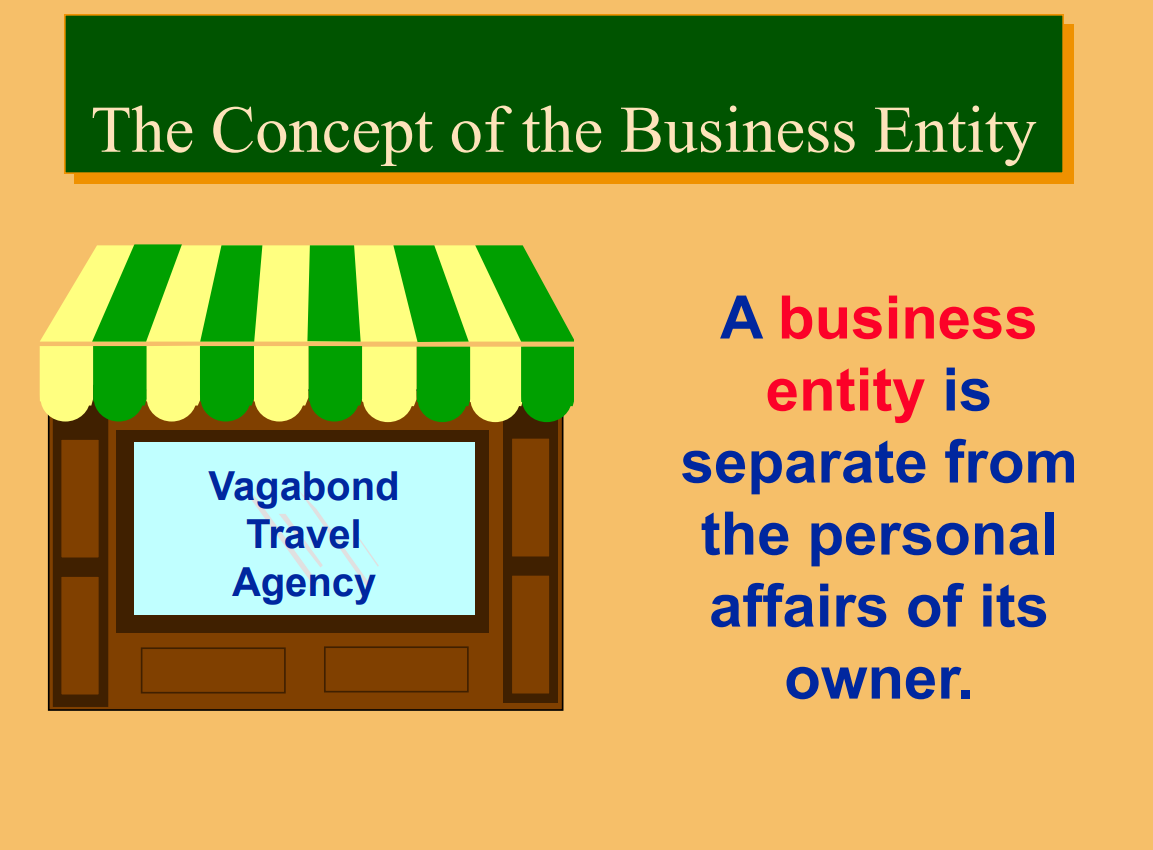 The Concept of the Business Entity
Vagabond
Travel
Agency
A business
entity is
separate from
the personal
affairs of its
owner.